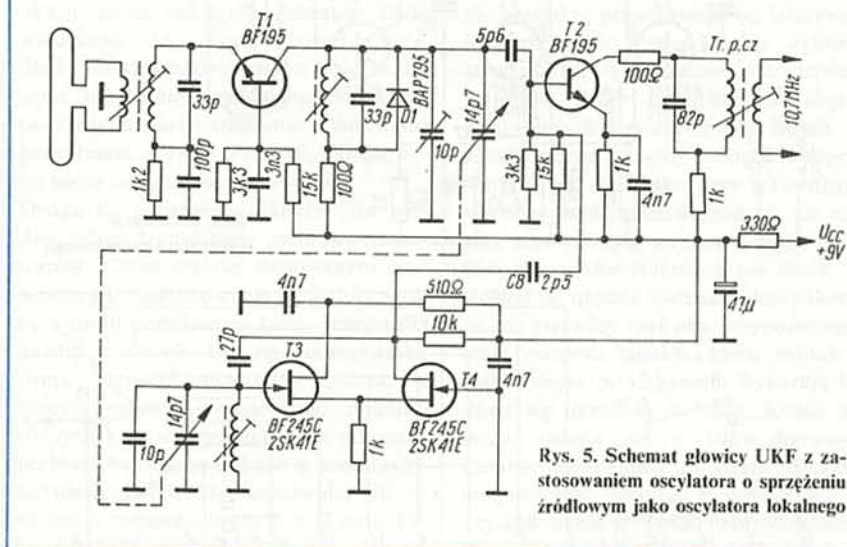 T1
BF195
33p
100p
1k2
3k3
3n3
15k
100Ω
33p
D1
BAP795
10p
14p7
5p6
T2
BF195
100Ω
Tr.p.cz.
82p
10,7MHz
3k3
15k
1k
4n7
1k
330Ω
UCC
+9V
47μ
C8
2p5
4n7
510Ω
10k
27p
T3
T4
4n7
BF245C
2SK41E
BF245C
2SK41E
10p
14p7
1k
Rys. 5. Schemat głowicy UKF z za-
stosowaniem oscylatora o sprzężeniu
źródłowym jako oscylatora lokalnego